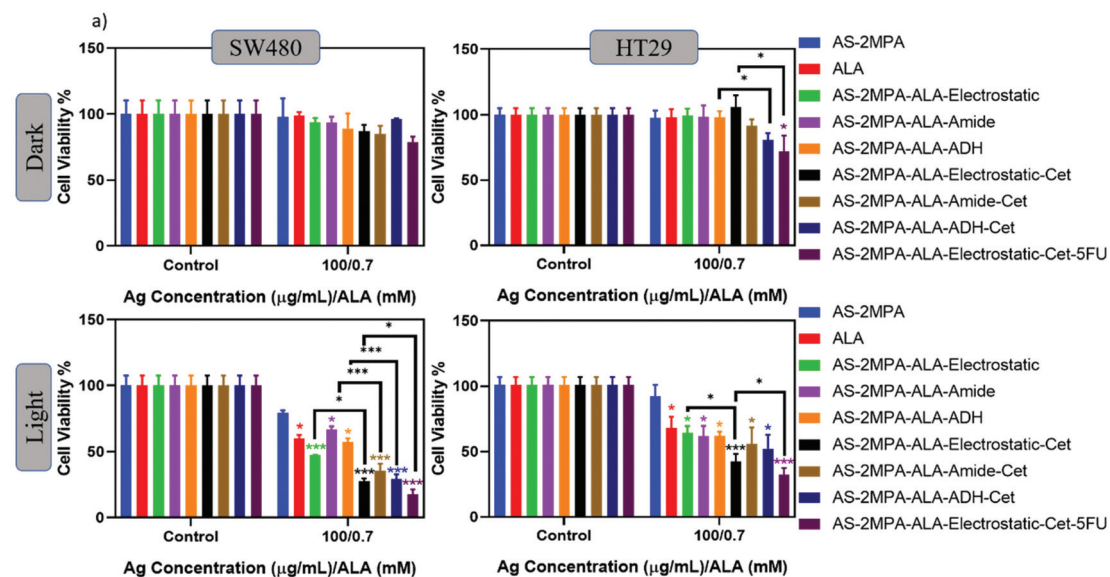 a)
SW480
HT29
Dark
Cell Viability %
150
100
50
0
Control
100/0.7
Ag Concentration (μg/mL)/ALA (mM)
Cell Viability %
150
100
50
0
*
*
*
Control
100/0.7
Ag Concentration (μg/mL)/ALA (mM)
AS-2MPA
ALA
AS-2MPA-ALA-Electrostatic
AS-2MPA-ALA-Amide
AS-2MPA-ALA-ADH
AS-2MPA-ALA-Electrostatic-Cet
AS-2MPA-ALA-Amide-Cet
AS-2MPA-ALA-ADH-Cet
AS-2MPA-ALA-Electrostatic-Cet-5FU
Light
Cell Viability %
150
100
50
0
*
***
***
*
*
***
*
*
***
***
***
***
Control
100/0.7
Ag Concentration (μg/mL)/ALA (mM)
Cell Viability %
150
100
50
0
*
*
*
*
*
*
***
*
*
***
Control
100/0.7
Ag Concentration (μg/mL)/ALA (mM)
AS-2MPA
ALA
AS-2MPA-ALA-Electrostatic
AS-2MPA-ALA-Amide
AS-2MPA-ALA-ADH
AS-2MPA-ALA-Electrostatic-Cet
AS-2MPA-ALA-Amide-Cet
AS-2MPA-ALA-ADH-Cet
AS-2MPA-ALA-Electrostatic-Cet-5FU